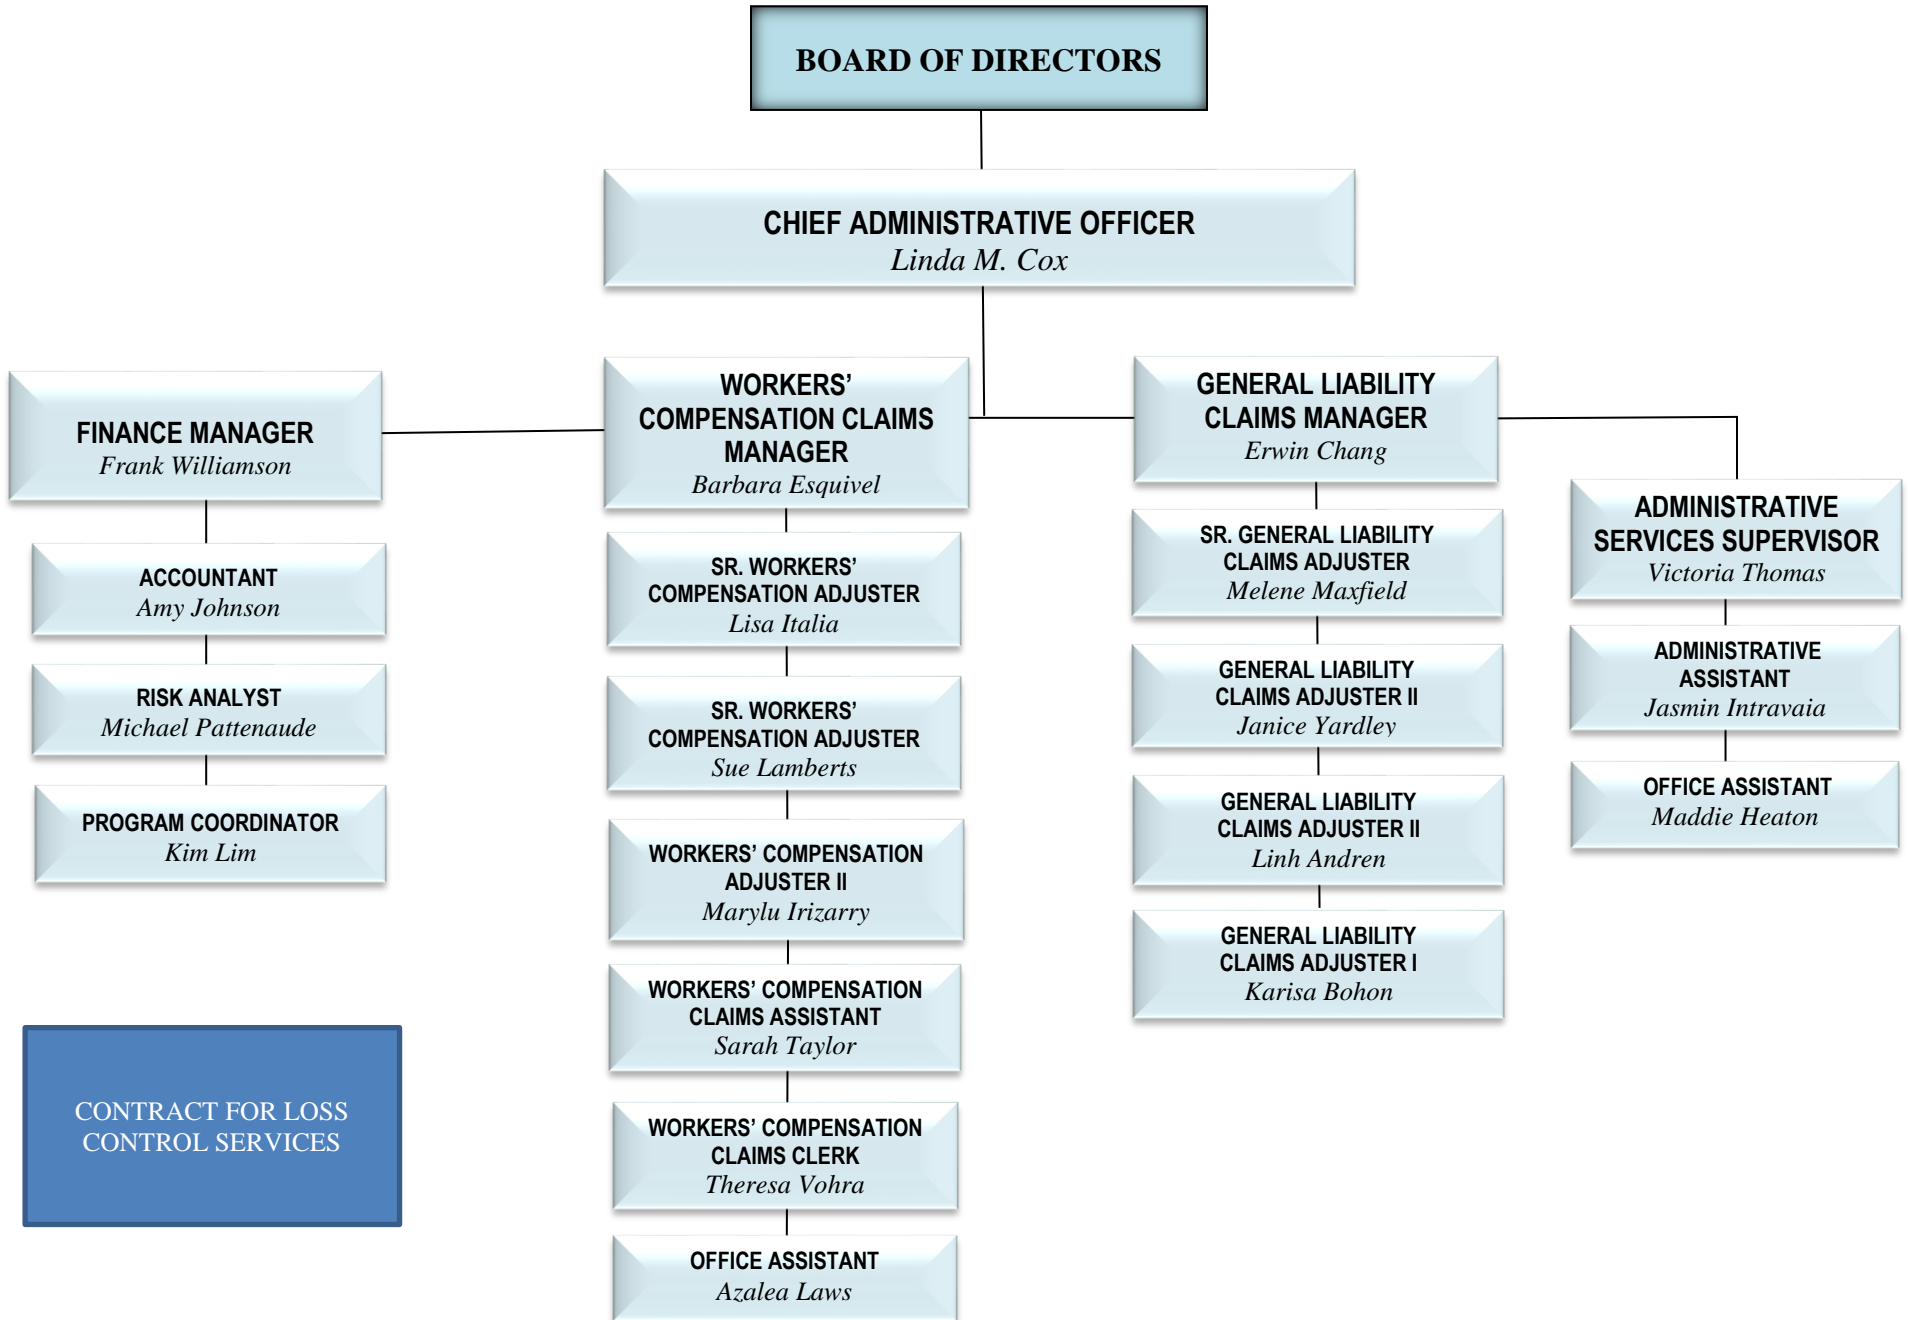 BOARD OF DIRECTORS
CHIEF ADMINISTRATIVE OFFICER
Linda M. Cox
FINANCE MANAGER
Frank Williamson
ACCOUNTANT
Amy Johnson
RISK ANALYST
Michael Pattenaude
PROGRAM COORDINATOR
Kim Lim
WORKERS’
COMPENSATION CLAIMS
MANAGER
Barbara Esquivel
SR. WORKERS’
COMPENSATION ADJUSTER
Lisa Italia
SR. WORKERS’
COMPENSATION ADJUSTER
Sue Lamberts
WORKERS’ COMPENSATION
ADJUSTER II
Marylu Irizarry
WORKERS’ COMPENSATION
CLAIMS ASSISTANT
Sarah Taylor
WORKERS’ COMPENSATION
CLAIMS CLERK
Theresa Vohra
OFFICE ASSISTANT
Azalea Laws
GENERAL LIABILITY
CLAIMS MANAGER
Erwin Chang
SR. GENERAL LIABILITY
CLAIMS ADJUSTER
Melene Maxfield
GENERAL LIABILITY
CLAIMS ADJUSTER II
Janice Yardley
GENERAL LIABILITY
CLAIMS ADJUSTER II
Linh Andren
GENERAL LIABILITY
CLAIMS ADJUSTER I
Karisa Bohon
ADMINISTRATIVE
SERVICES SUPERVISOR
Victoria Thomas
ADMINISTRATIVE
ASSISTANT
Jasmin Intravaia
OFFICE ASSISTANT
Maddie Heaton
CONTRACT FOR LOSS
CONTROL SERVICES